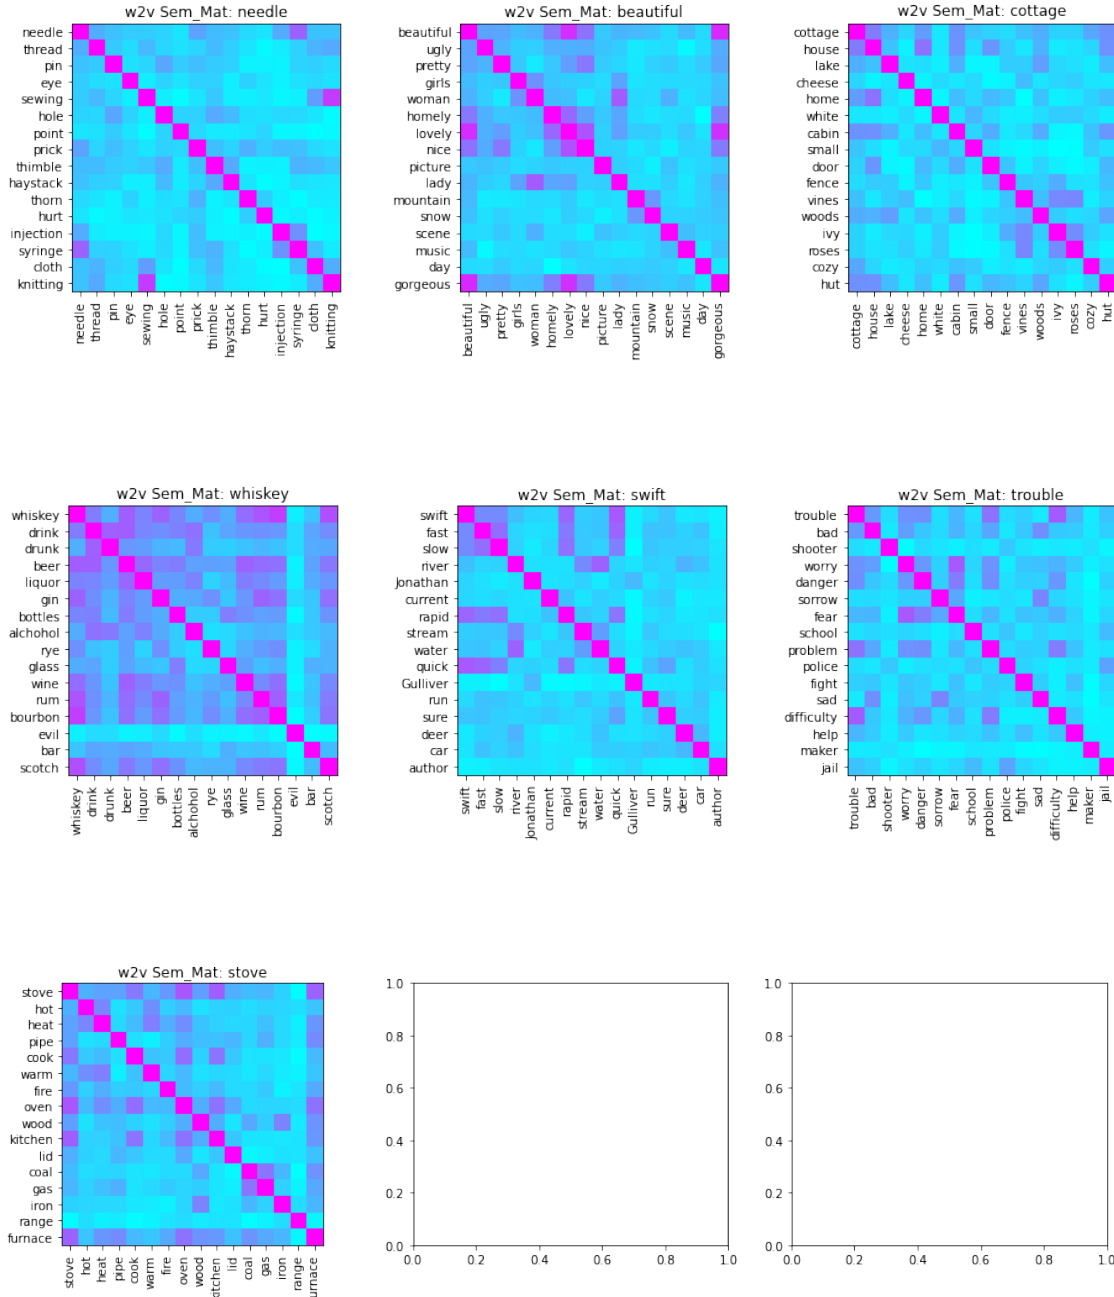 w2v Sem_Mat: needle
needle
thread
pin
eye
sewing
hole
point
prick
thimble
haystack
thorn
hurt
injection
syringe
cloth
knitting
needle
thread
pin
eye
sewing
hole
point
prick
thimble
haystack
thorn
hurt
injection
syringe
cloth
knitting
w2v Sem_Mat: beautiful
beautiful
ugly
pretty
girls
woman
homely
lovely
nice
picture
lady
mountain
snow
scene
music
day
gorgeous
beautiful
ugly
pretty
girls
woman
homely
lovely
nice
picture
lady
mountain
snow
scene
music
day
gorgeous
w2v Sem_Mat: cottage
cottage
house
lake
cheese
home
white
cabin
small
door
fence
vines
woods
ivy
roses
cozy
hut
cottage
house
lake
cheese
home
white
cabin
small
door
fence
vines
woods
ivy
roses
cozy
hut
w2v Sem_Mat: whiskey
whiskey
drink
drunk
beer
liquor
gin
bottles
alchohol
rye
glass
wine
rum
bourbon
evil
bar
scotch
whiskey
drink
drunk
beer
liquor
gin
bottles
alchohol
rye
glass
wine
rum
bourbon
evil
bar
scotch
w2v Sem_Mat: swift
swift
fast
slow
river
Jonathan
current
rapid
stream
water
quick
Gulliver
run
sure
deer
car
author
swift
fast
slow
river
Jonathan
current
rapid
stream
water
quick
Gulliver
run
sure
deer
car
author
w2v Sem_Mat: trouble
trouble
bad
shooter
worry
danger
sorrow
fear
school
problem
police
fight
sad
difficulty
help
maker
jail
trouble
bad
shooter
worry
danger
sorrow
fear
school
problem
police
fight
sad
difficulty
help
maker
jail
w2v Sem_Mat: stove
stove
hot
heat
pipe
cook
warm
fire
oven
wood
kitchen
lid
coal
gas
iron
range
furnace
stove
hot
heat
pipe
cook
warm
fire
oven
wood
kitchen
lid
coal
gas
iron
range
furnace
1.0
0.8
0.6
0.4
0.2
0.0
0.0 0.2 0.4 0.6 0.8 1.0
1.0
0.8
0.6
0.4
0.2
0.0
0.0 0.2 0.4 0.6 0.8 1.0